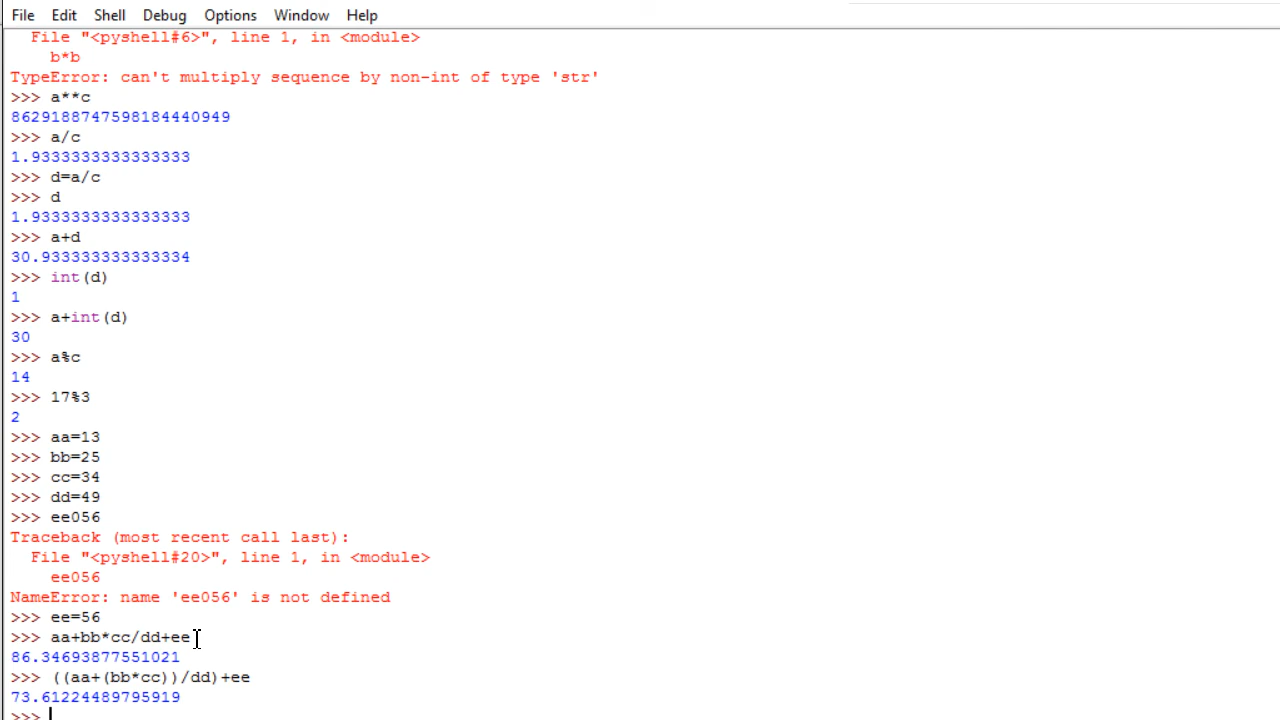 File Edit Shell Debug Options Window Help
File "<pyshell#6>", line 1, in <module>
b*b
TypeError: can't multiply sequence by non-int of type 'str'
>>> a**c
8629188747598184440949
>>> a/c
1.9333333333333333
>>> d=a/c
>>> d
1.9333333333333333
>>> a+d
30.933333333333334
>>> int(d)
1
>>> a+int(d)
30
>>> a%c
14
>>> 17%3
2
>>> aa=13
>>> bb=25
>>> cc=34
>>> dd=49
>>> ee056
Traceback (most recent call last):
File "<pyshell#20>", line 1, in <module>
ee056
NameError: name 'ee056' is not defined
>>> ee=56
>>> aa+bb*cc/dd+ee
86.34693877551021
>>> ((aa+(bb*cc))/dd)+ee
73.61224489795919
>>>